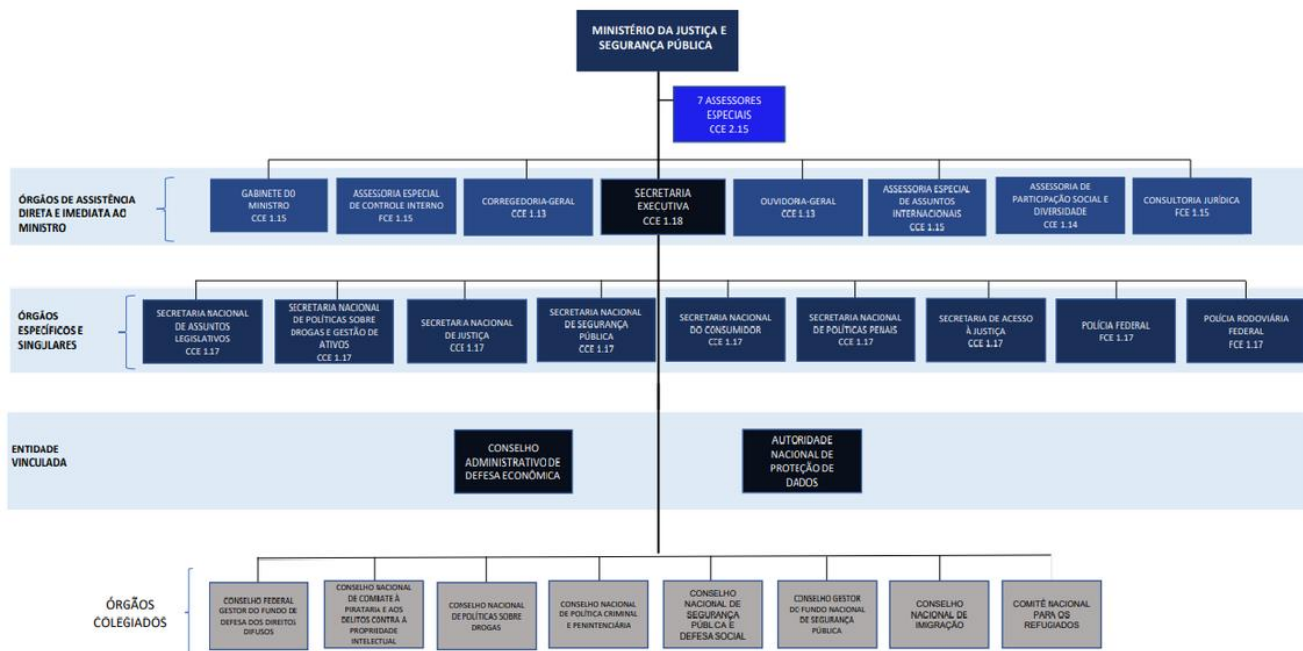 MINISTÉRIO DA JUSTIÇA E
SEGURANÇA PÚBLICA
7 ASSESSORES
ESPECIAIS
CCE 2.15
ÓRGÃOS DE ASSISTÊNCIA
DIRETA E IMEDIATA AO
MINISTRO
GABINETE DO
MINISTRO
CCE 1.15
ASSESSORIA ESPECIAL
DE CONTROLE INTERNO
FCE 1.15
CORREGEDORIA-GERAL
CCE 1.13
SECRETARIA
EXECUTIVA
CCE 1.18
OUVIDORIA-GERAL
CCE 1.13
ASSESSORIA ESPECIAL
DE ASSUNTOS
INTERNACIONAIS
CCE 1.15
ASSESSORIA DE
PARTICIPAÇÃO SOCIAL E
DIVERSIDADE
CCE 1.14
CONSULTORIA JURÍDICA
FCE 1.15
ÓRGÃOS
ESPECÍFICOS E
SINGULARES
SECRETARIA NACIONAL
DE ASSUNTOS
LEGISLATIVOS
CCE 1.17
SECRETARIA NACIONAL
DE POLÍTICAS SOBRE
DROGAS E GESTÃO DE
ATIVOS
CCE 1.17
SECRETARIA NACIONAL
DE JUSTIÇA
CCE 1.17
SECRETARIA NACIONAL
DE SEGURANÇA
PÚBLICA
CCE 1.17
SECRETARIA NACIONAL
DO CONSUMIDOR
CCE 1.17
SECRETARIA NACIONAL
DE POLÍTICAS PENAIS
CCE 1.17
SECRETARIA DE ACESSO
À JUSTIÇA
CCE 1.17
POLÍCIA FEDERAL
FCE 1.17
POLÍCIA RODOVIÁRIA
FEDERAL
FCE 1.17
ENTIDADE
VINCULADA
CONSELHO
ADMINISTRATIVO DE
DEFESA ECONÔMICA
AUTORIDADE
NACIONAL DE
PROTEÇÃO DE
DADOS
ÓRGÃOS
COLEGIADOS
CONSELHO FEDERAL
GESTOR DO FUNDO DE
DEFESA DOS DIREITOS
DIFUSOS
CONSELHO NACIONAL
DE COMBATE À
PIRATARIA E AOS
DELITOS CONTRA A
PROPRIEDADE
INTELECTUAL
CONSELHO NACIONAL
DE POLÍTICAS SOBRE
DROGAS
CONSELHO NACIONAL
DE POLÍTICA CRIMINAL
E PENINTENCIÁRIA
CONSELHO
NACIONAL DE
SEGURANÇA
PÚBLICA E
DEFESA SOCIAL
CONSELHO GESTOR
DO FUNDO NACIONAL
DE SEGURANÇA
PÚBLICA
CONSELHO
NACIONAL DE
IMIGRAÇÃO
COMITÊ NACIONAL
PARA OS
REFUGIADOS